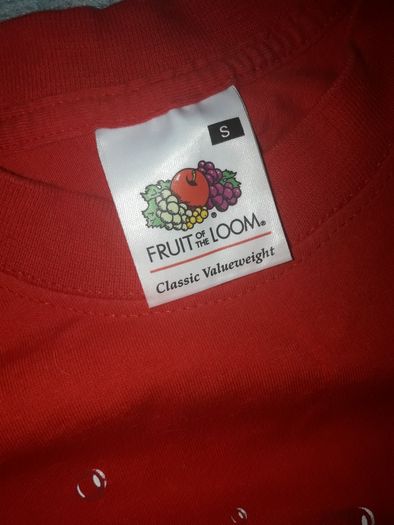 S
FRUIT OF THE LOOM®
Classic Valueweight